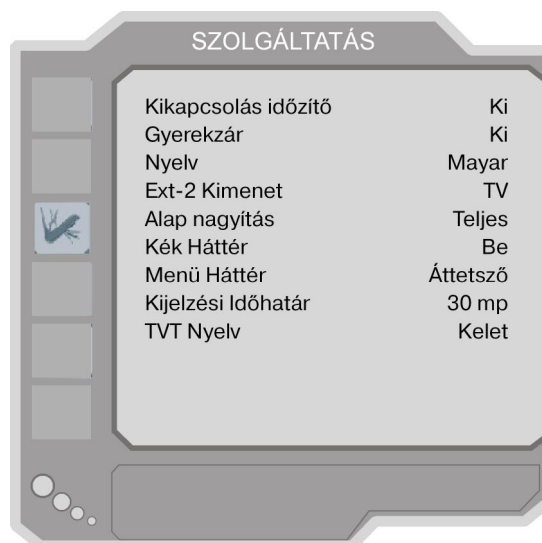 SZOLGÁLTATÁS
Kikapcsolás időzítő Ki
Gyerekzár Ki
Nyelv Mayar
Ext-2 Kimenet TV
Alap nagyítás Teljes
Kék Háttér Be
Menü Háttér Áttetsző
Kijelzési Időhatár 30 mp
TVT Nyelv Kelet